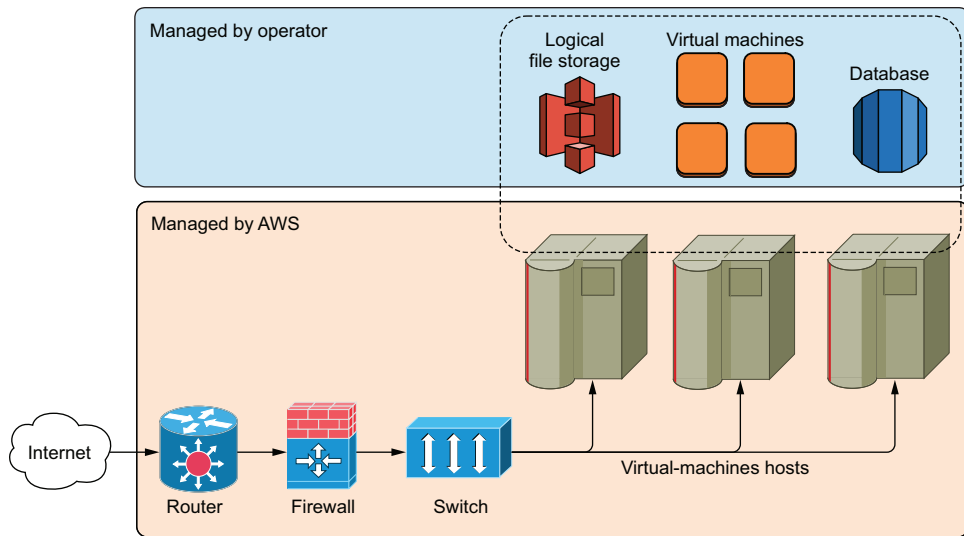 Managed by operator
Logical
file storage
Virtual machines
Database
Managed by AWS
Internet
Router
Firewall
Switch
Virtual-machines hosts